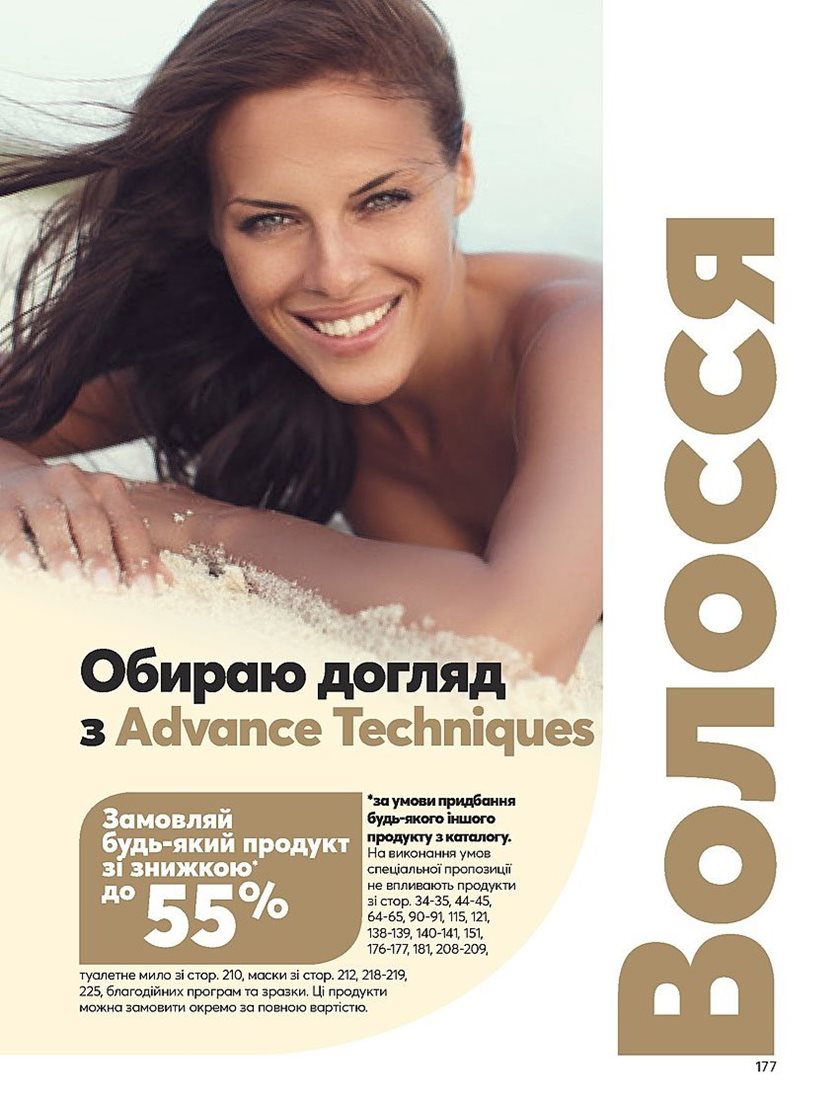 Волосся
Обираю догляд
з Advance Techniques
Замовляй
будь-який продукт
зі знижкою*
до 55%
*за умови придбання
будь-якого іншого
продукту з каталогу.
На виконання умов
спеціальної пропозиції
не впливають продукти
зі стор. 34-35, 44-45,
64-65, 90-91, 115, 121,
138-139, 140-141, 151,
176-177, 181, 208-209,
туалетне мило зі стор. 210, маски зі стор. 212, 218-219,
225, благодійних програм та зразки. Ці продукти
можна замовити окремо за повною вартістю.
177